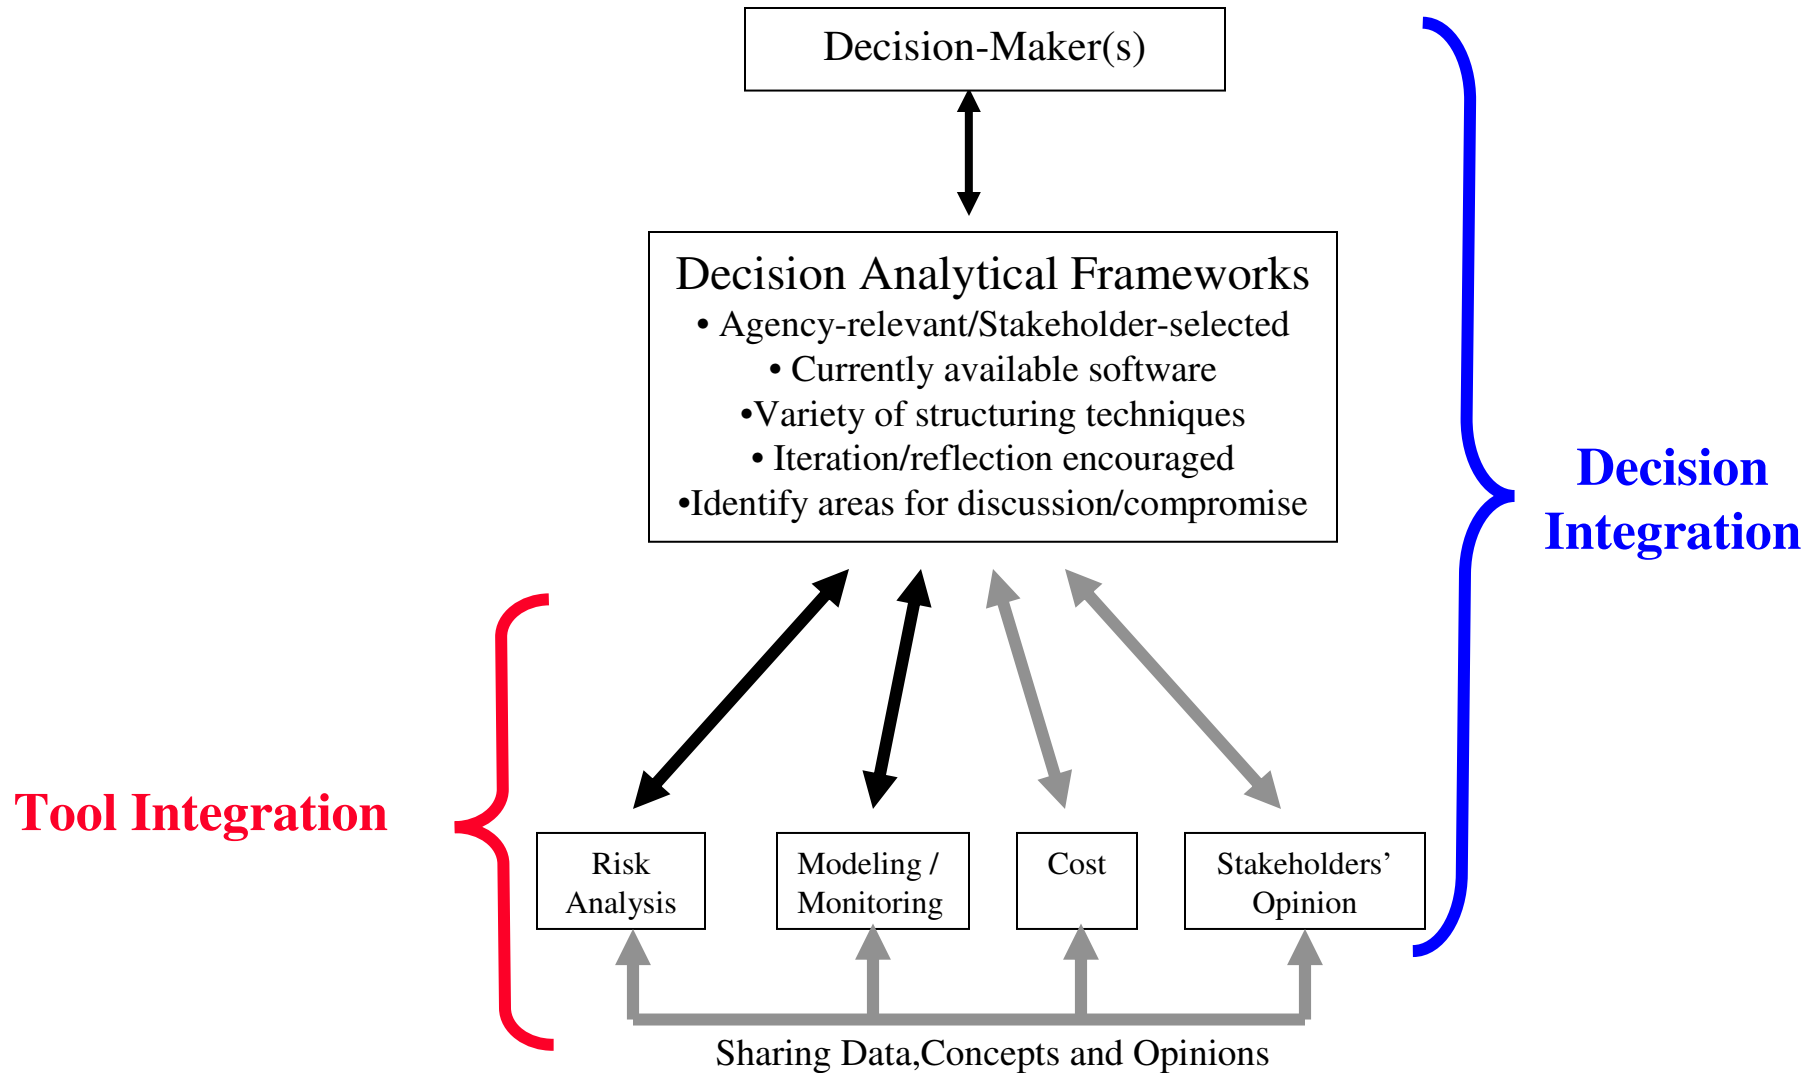 Decision-Maker(s)
Decision Analytical Frameworks
• Agency-relevant/Stakeholder-selected
• Currently available software
•Variety of structuring techniques
• Iteration/reflection encouraged
•Identify areas for discussion/compromise
Decision
Integration
Tool Integration
Risk
Analysis
Modeling /
Monitoring
Cost
Stakeholders’
Opinion
Sharing Data,Concepts and Opinions